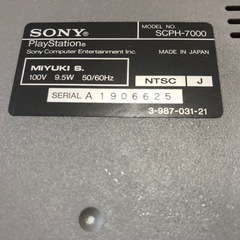 SONY
MODEL NO.
SCPH-7000
PlayStation®
Sony Computer Entertainment Inc.
MADE IN JAPAN
MIYUKI S.
100V 9.5W 50/60Hz
NTSC J
SERIAL A1906625
3-987-031-21